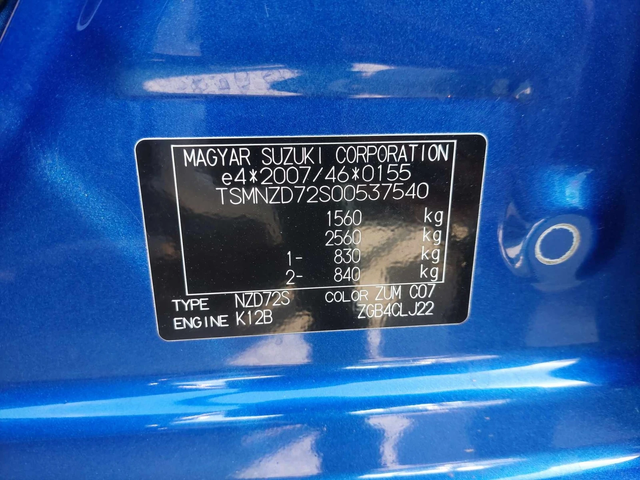 MAGYAR SUZUKI CORPORATION
e4*2007/46*0155
TSMNZD72S00537540
1560 kg
2560 kg
1- 830 kg
2- 840 kg
TYPE NZD72S COLOR ZUM C07
ENGINE K12B ZGB4CLJ22